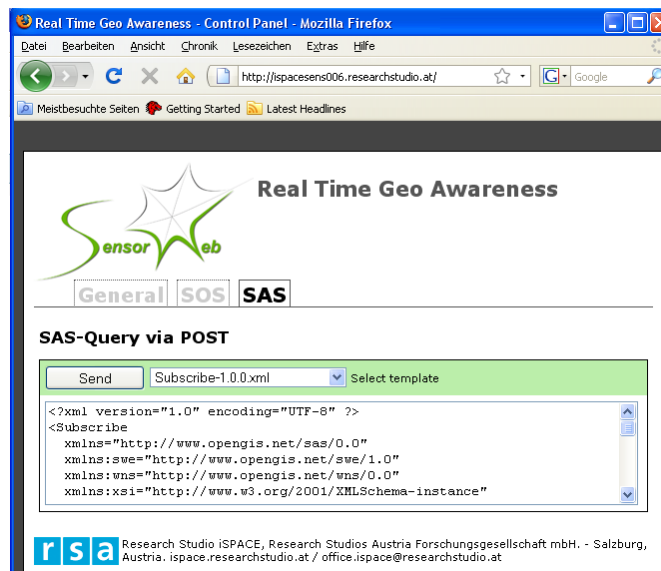 Real Time Geo Awareness - Control Panel - Mozilla Firefox
Datei Bearbeiten Ansicht Chronik Lesezeichen Extras Hilfe
http://ispacesens006.researchstudio.at/ G Google
Meistbesuchte Seiten Getting Started Latest Headlines
Real Time Geo Awareness
Sensor Web
General SOS SAS
SAS-Query via POST
Send Subscribe-1.0.0.xml Select template
<?xml version="1.0" encoding="UTF-8" ?>
<Subscribe
xmlns="http://www.opengis.net/sas/0.0"
xmlns:swe="http://www.opengis.net/swe/1.0"
xmlns:wns="http://www.opengis.net/wns/0.0"
xmlns:xsi="http://www.w3.org/2001/XMLSchema-instance"
rsa Research Studio iSPACE, Research Studios Austria Forschungsgesellschaft mbH. - Salzburg,
Austria. ispace.researchstudio.at / office.ispace@researchstudio.at